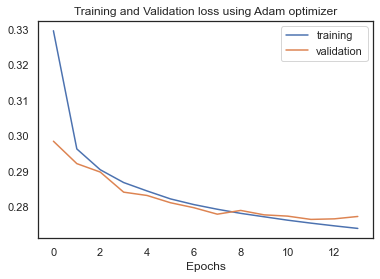 Training and Validation loss using Adam optimizer
training
validation
0.33
0.32
0.31
0.30
0.29
0.28
0 2 4 6 8 10 12
Epochs